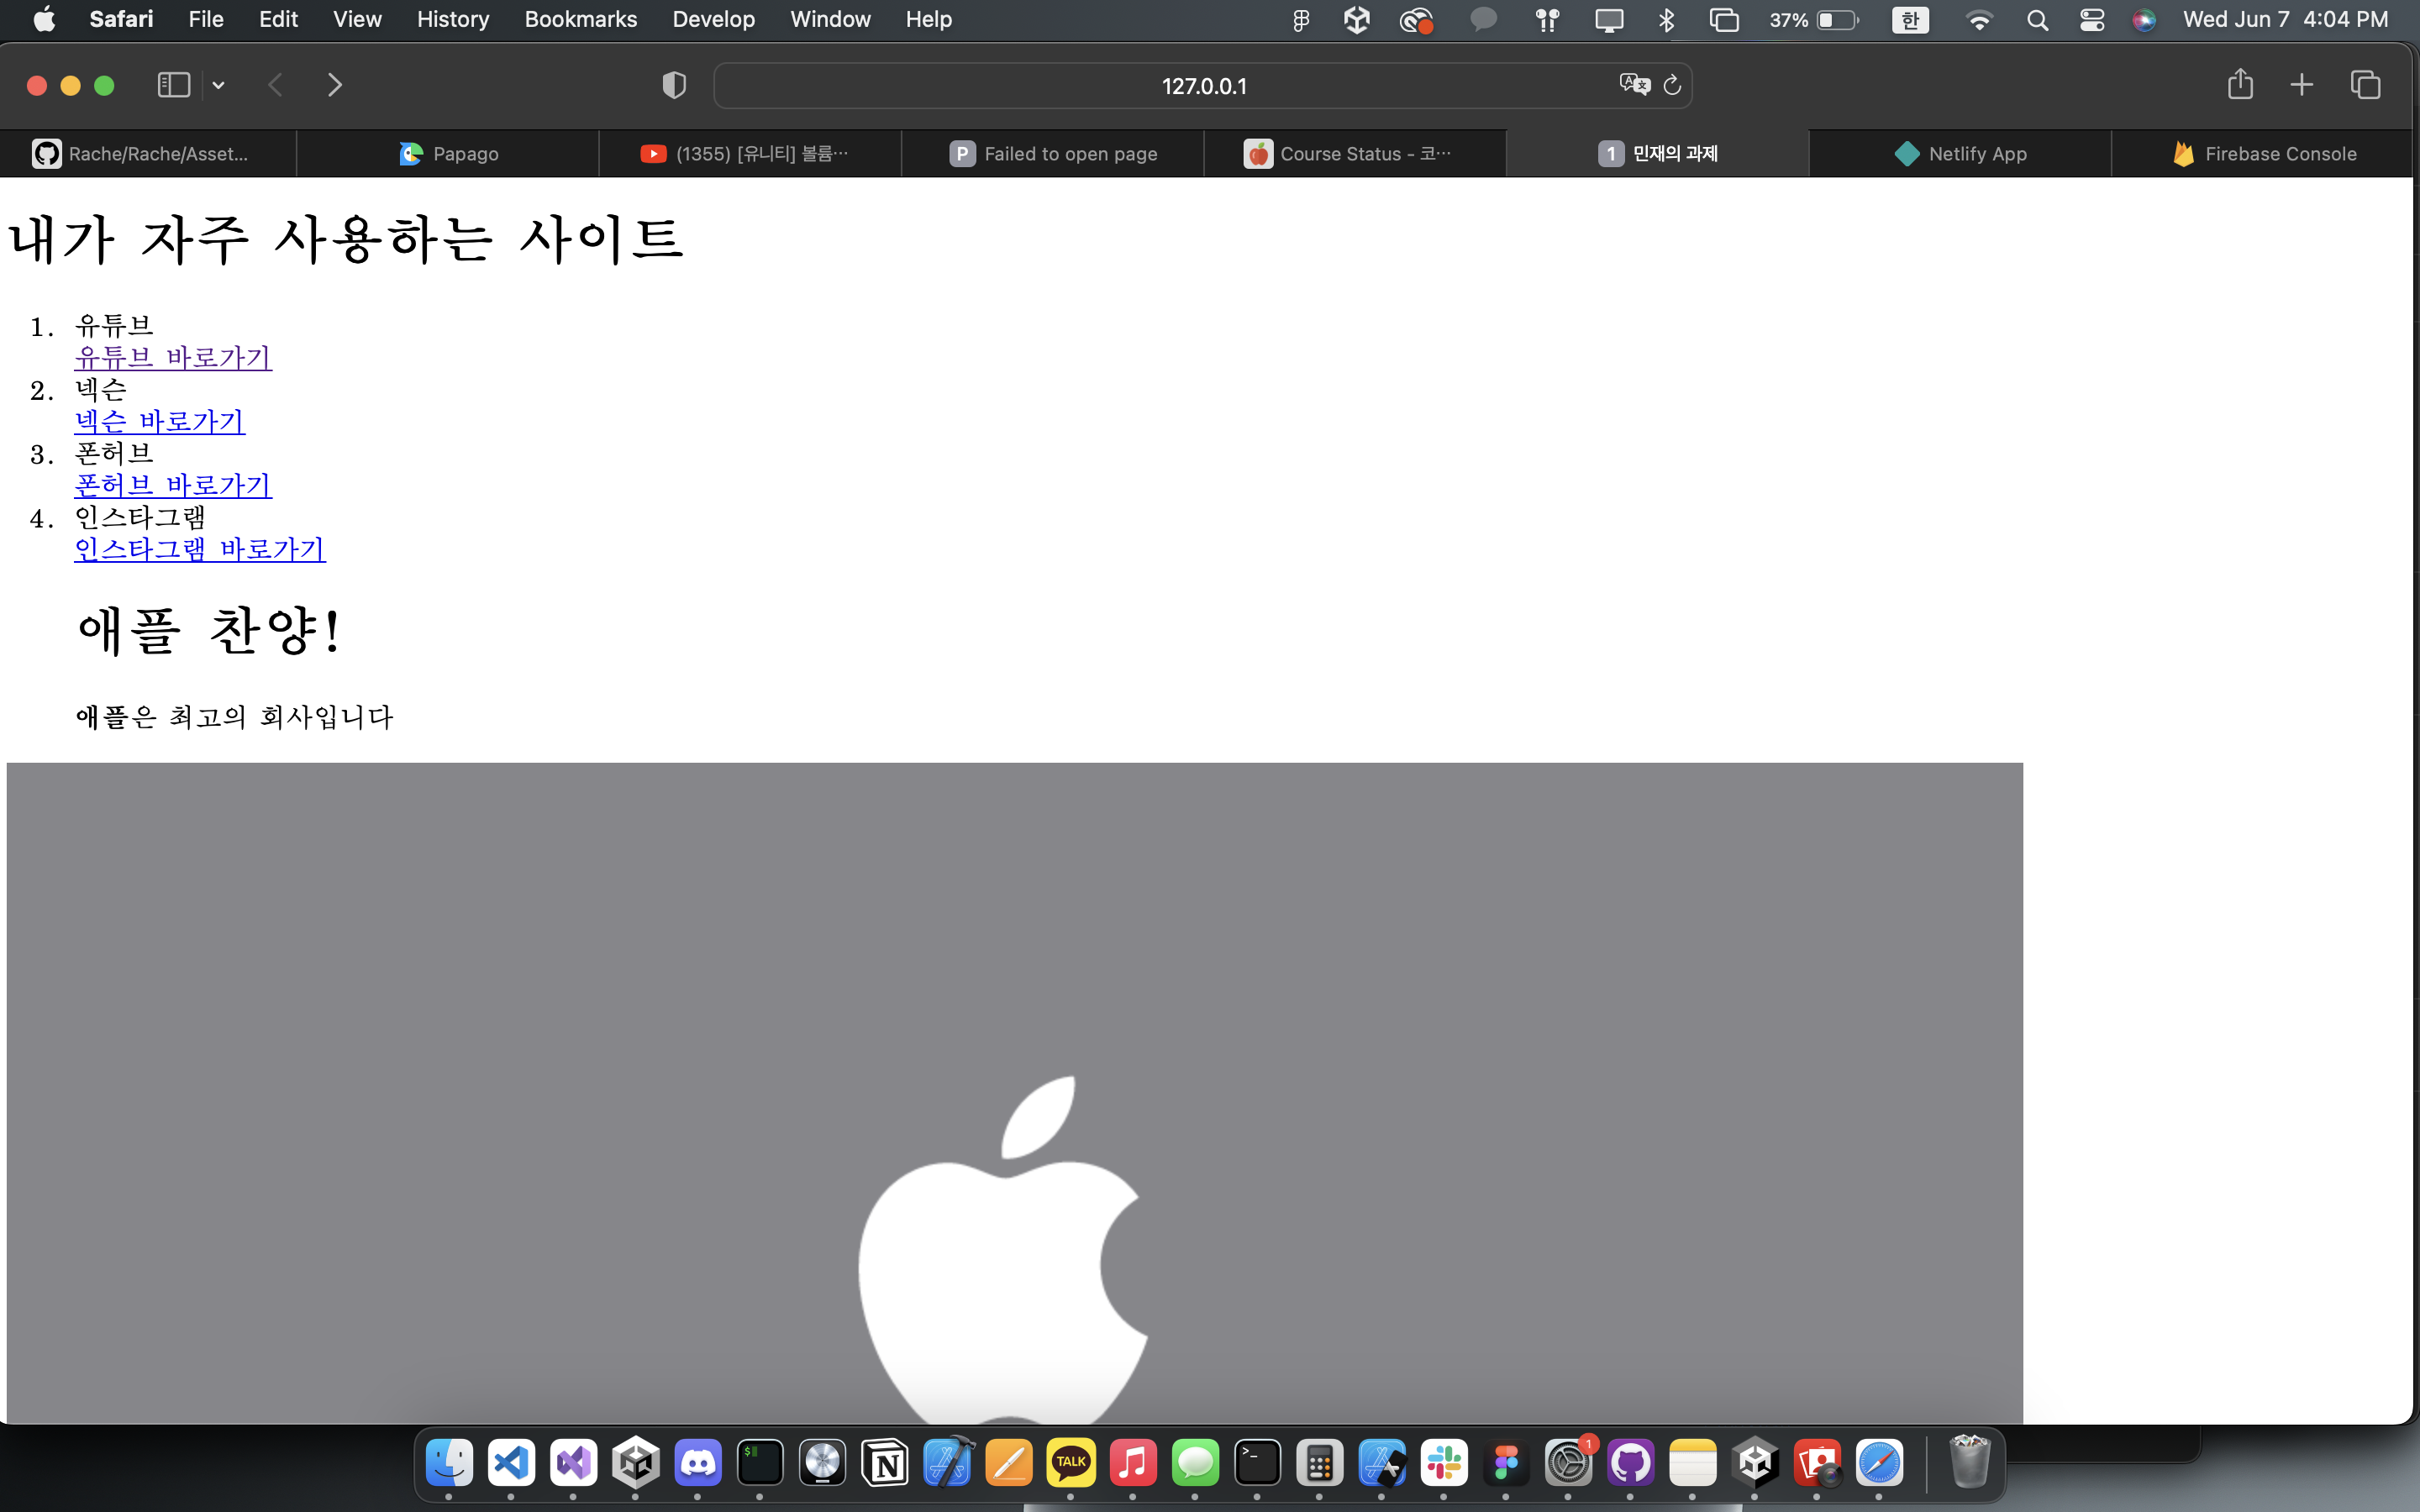 Safari File Edit View History Bookmarks Develop Window Help 37% 한 Wed Jun 7 4:04 PM
127.0.0.1
Rache/Rache/Asset... Papago (1355) [유니티] 볼륨… P Failed to open page Course Status - 코… 1 민재의 과제 Netlify App Firebase Console
내가 자주 사용하는 사이트
1. 유튜브
유튜브 바로가기
2. 넥슨
넥슨 바로가기
3. 폰허브
폰허브 바로가기
4. 인스타그램
인스타그램 바로가기
애플 찬양!
애플은 최고의 회사입니다
TALK 1